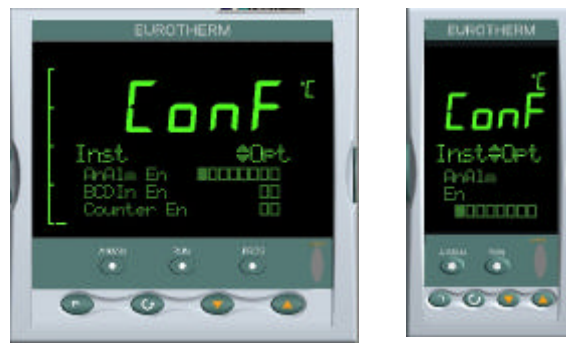 EUROTHERM
°C
ConF
Inst Opt
AnAlm En
BCDIn En
Counter En
EUROTHERM
°C
ConF
Inst Opt
AnAlm
En